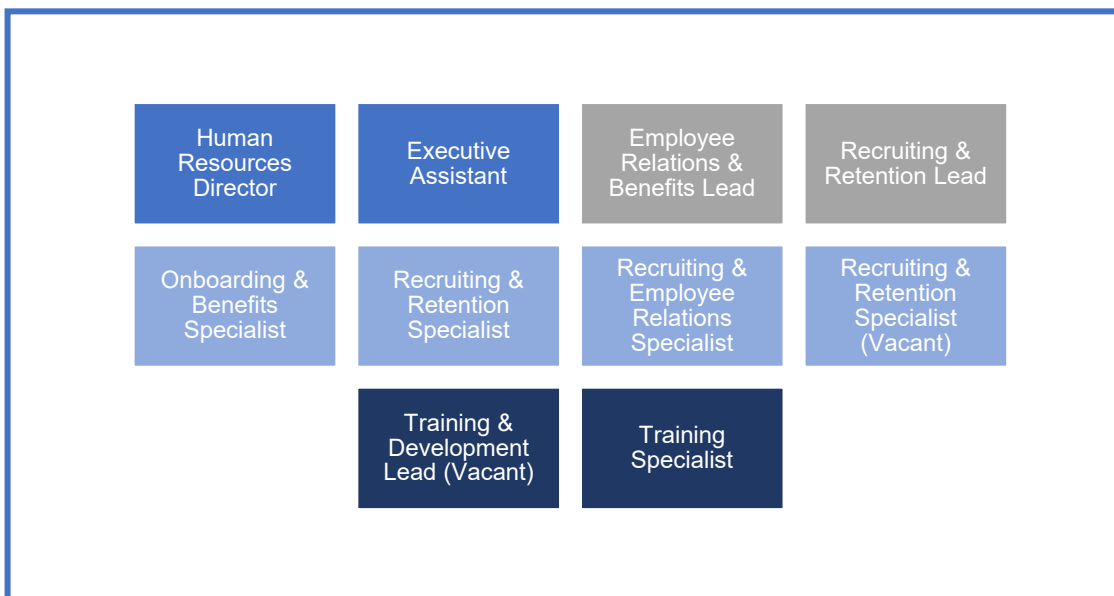 Human
Resources
Director
Executive
Assistant
Employee
Relations &
Benefits Lead
Recruiting &
Retention Lead
Onboarding &
Benefits
Specialist
Recruiting &
Retention
Specialist
Recruiting &
Employee
Relations
Specialist
Recruiting &
Retention
Specialist
(Vacant)
Training &
Development
Lead (Vacant)
Training
Specialist